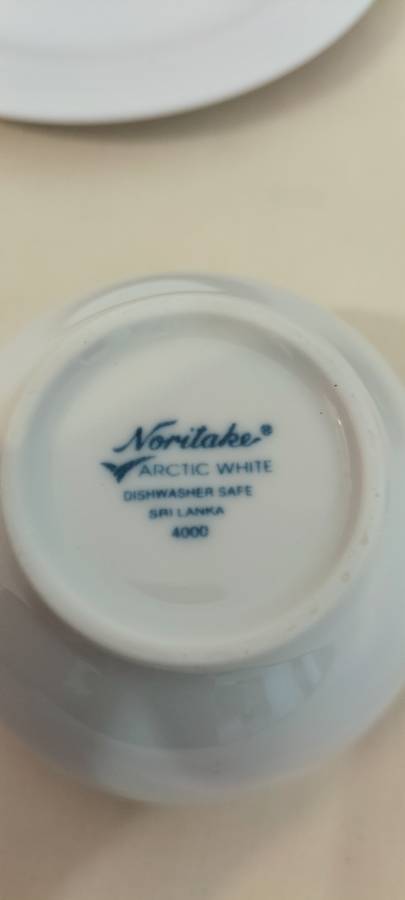 Noritake®
ARCTIC WHITE
DISHWASHER SAFE
SRI LANKA
4000